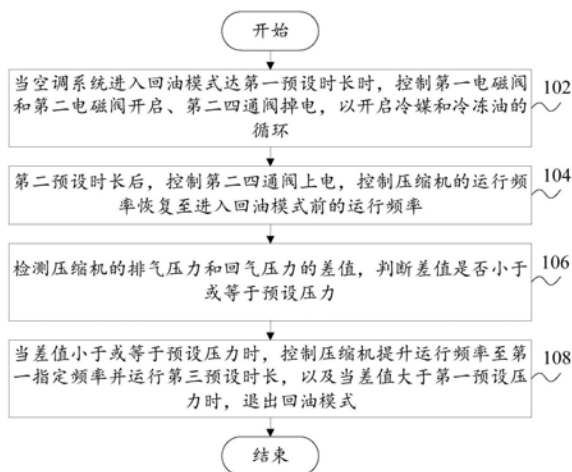 开始
当空调系统进入回油模式达第一预设时长时，控制第一电磁阀
和第二电磁阀开启、第二四通阀掉电，以开启冷媒和冷冻油的
循环
102
第二预设时长后，控制第二四通阀上电，控制压缩机的运行频
率恢复至进入回油模式前的运行频率
104
检测压缩机的排气压力和回气压力的差值，判断差值是否小于
或等于预设压力
106
当差值小于或等于预设压力时，控制压缩机提升运行频率至第
一指定频率并运行第三预设时长，以及当差值大于第一预设压
力时，退出回油模式
108
结束